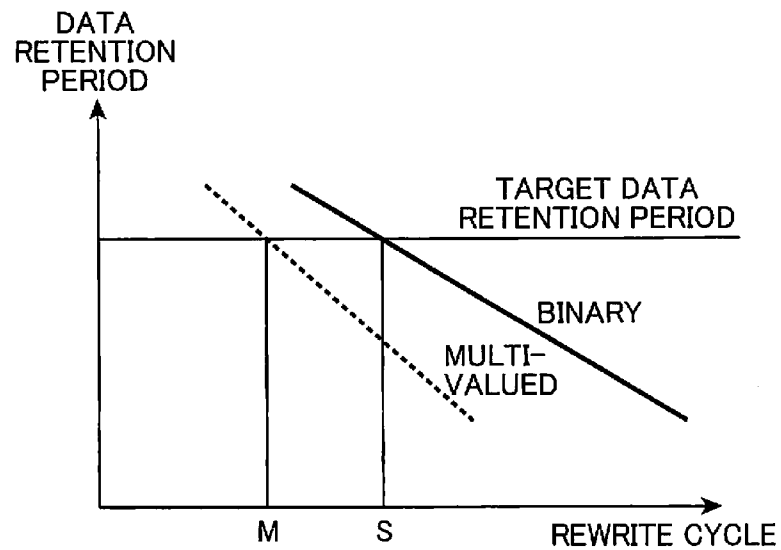 DATA
RETENTION
PERIOD
TARGET DATA
RETENTION PERIOD
BINARY
MULTI-
VALUED
M
S
REWRITE CYCLE